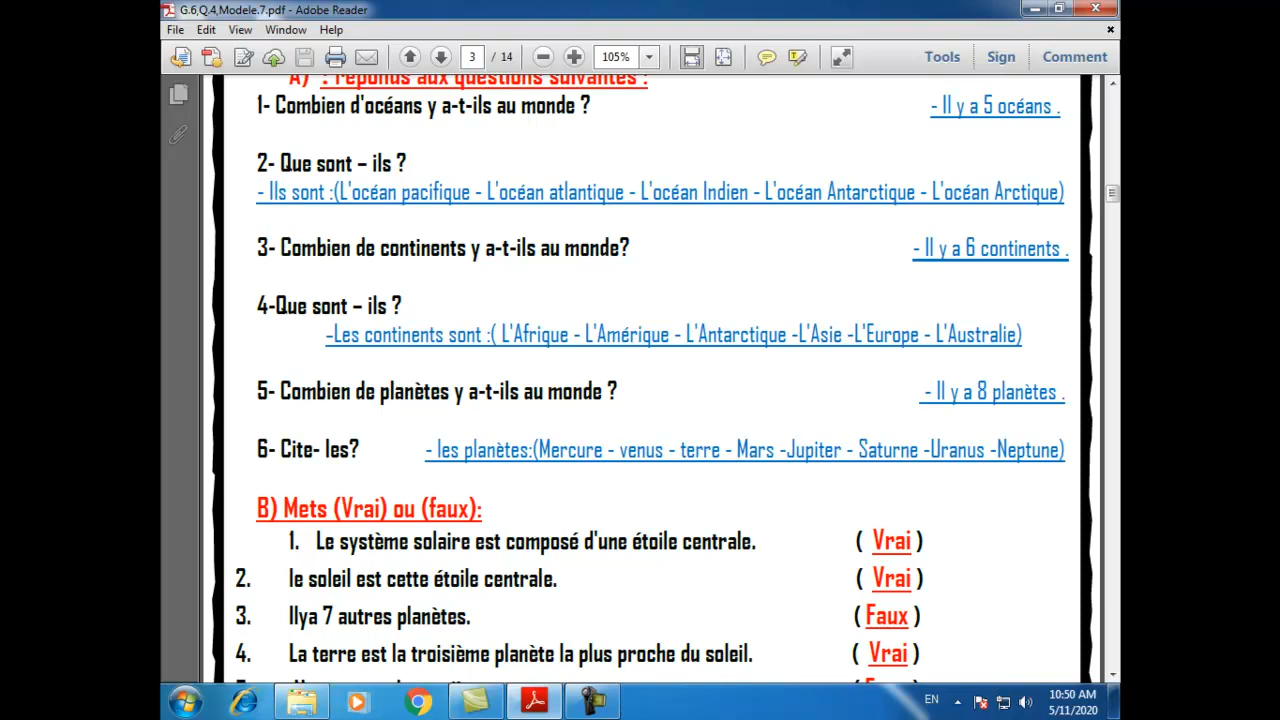 G.6,Q.4,Modele.7.pdf - Adobe Reader
File Edit View Window Help
3 / 14 105% Tools Sign Comment
A) : réponds aux questions suivantes :
1- Combien d'océans y a-t-ils au monde ? - Il y a 5 océans .
2- Que sont – ils ?
- Ils sont :(L'océan pacifique - L'océan atlantique - L'océan Indien - L'océan Antarctique - L'océan Arctique)
3- Combien de continents y a-t-ils au monde? - Il y a 6 continents .
4-Que sont – ils ?
-Les continents sont :( L'Afrique - L'Amérique - L'Antarctique -L'Asie -L'Europe - L'Australie)
5- Combien de planètes y a-t-ils au monde ? - Il y a 8 planètes .
6- Cite- les? - les planètes:(Mercure - venus - terre - Mars -Jupiter - Saturne -Uranus -Neptune)
B) Mets (Vrai) ou (faux):
1. Le système solaire est composé d'une étoile centrale. ( Vrai )
2. le soleil est cette étoile centrale. ( Vrai )
3. Ilya 7 autres planètes. ( Faux )
4. La terre est la troisième planète la plus proche du soleil. ( Vrai )
EN 10:50 AM
5/11/2020